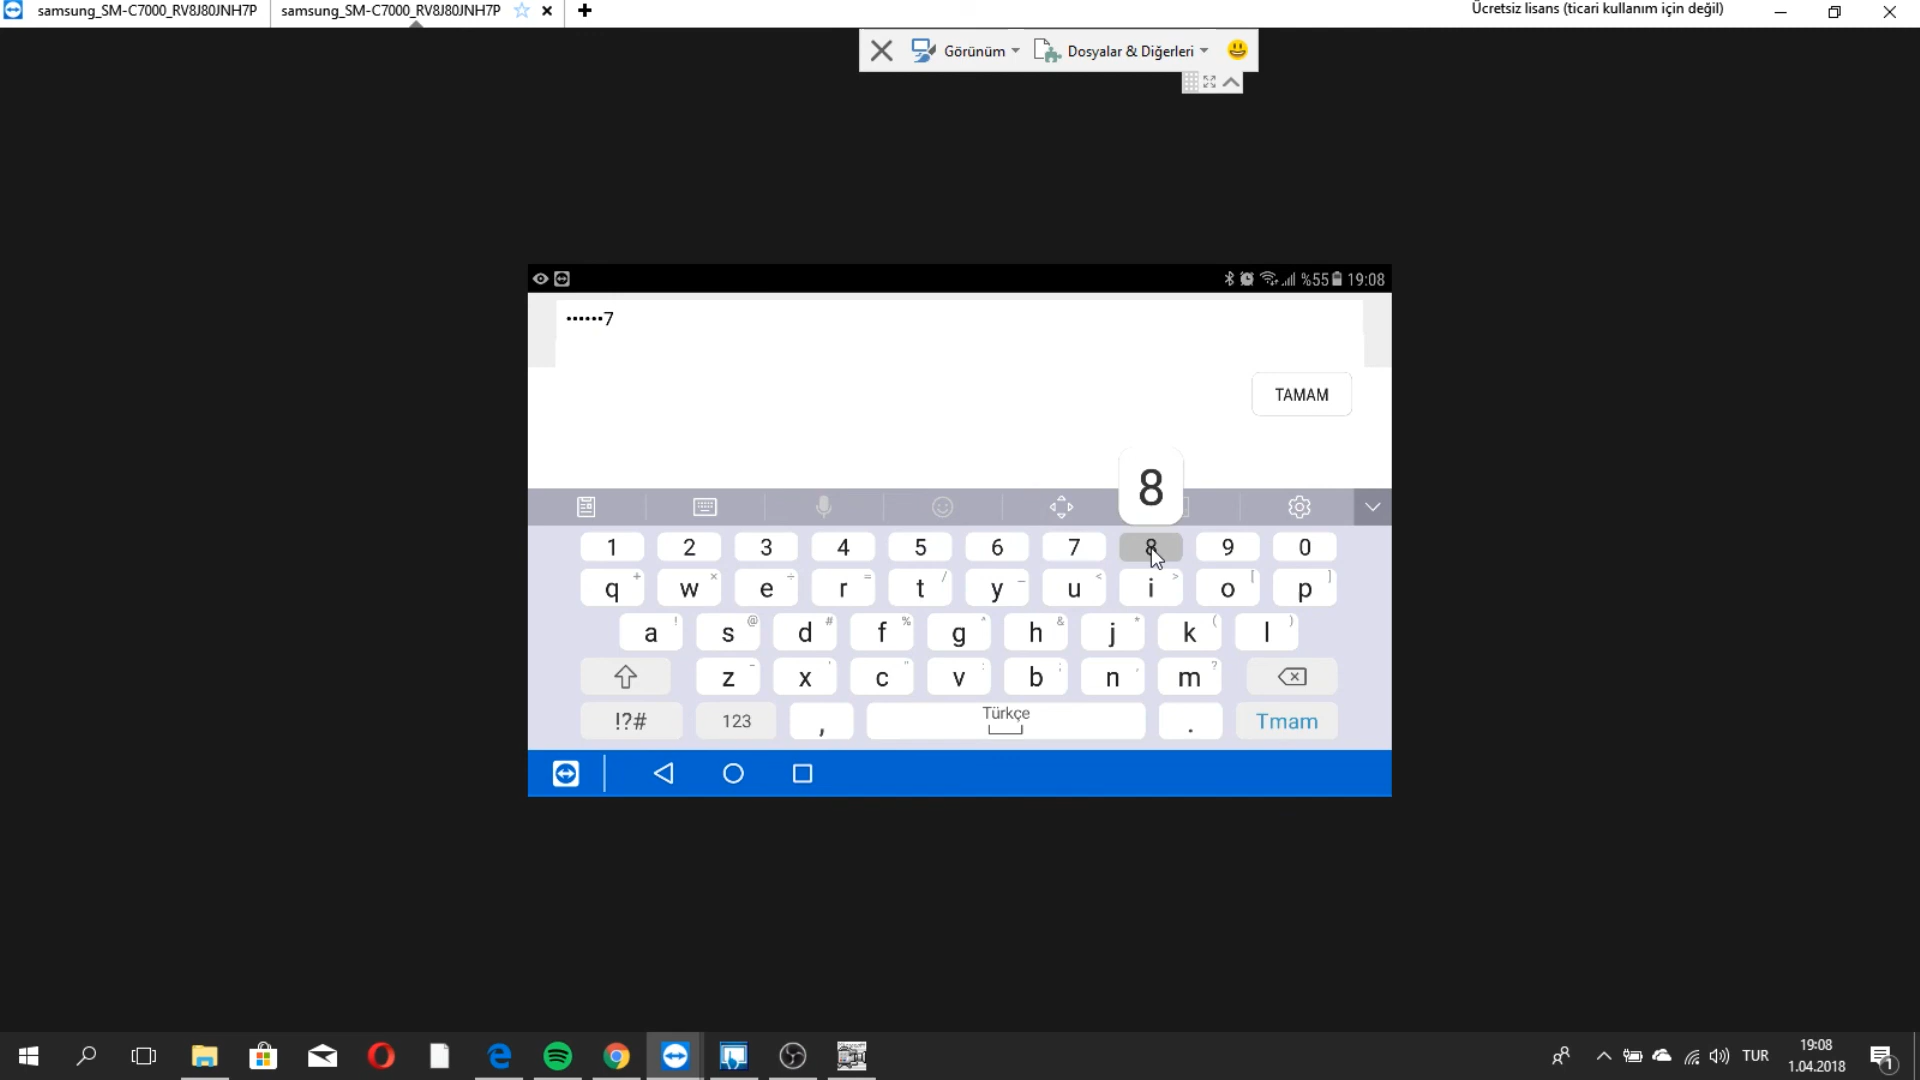 samsung_SM-C7000_RV8J80JNH7P
samsung_SM-C7000_RV8J80JNH7P
Ücretsiz lisans (ticari kullanım için değil)
Görünüm
Dosyalar & Diğerleri
%55 19:08
••••••7
TAMAM
8
1 2 3 4 5 6 7 8 9 0
q + w × e ÷ r = t / y _ u < i > o [ p ]
a ! s @ d # f % g ^ h & j * k ( l )
z - x ' c " v : b ; n , m ?
!?# 123 , Türkçe . Tmam
TUR
19:08
1.04.2018
1